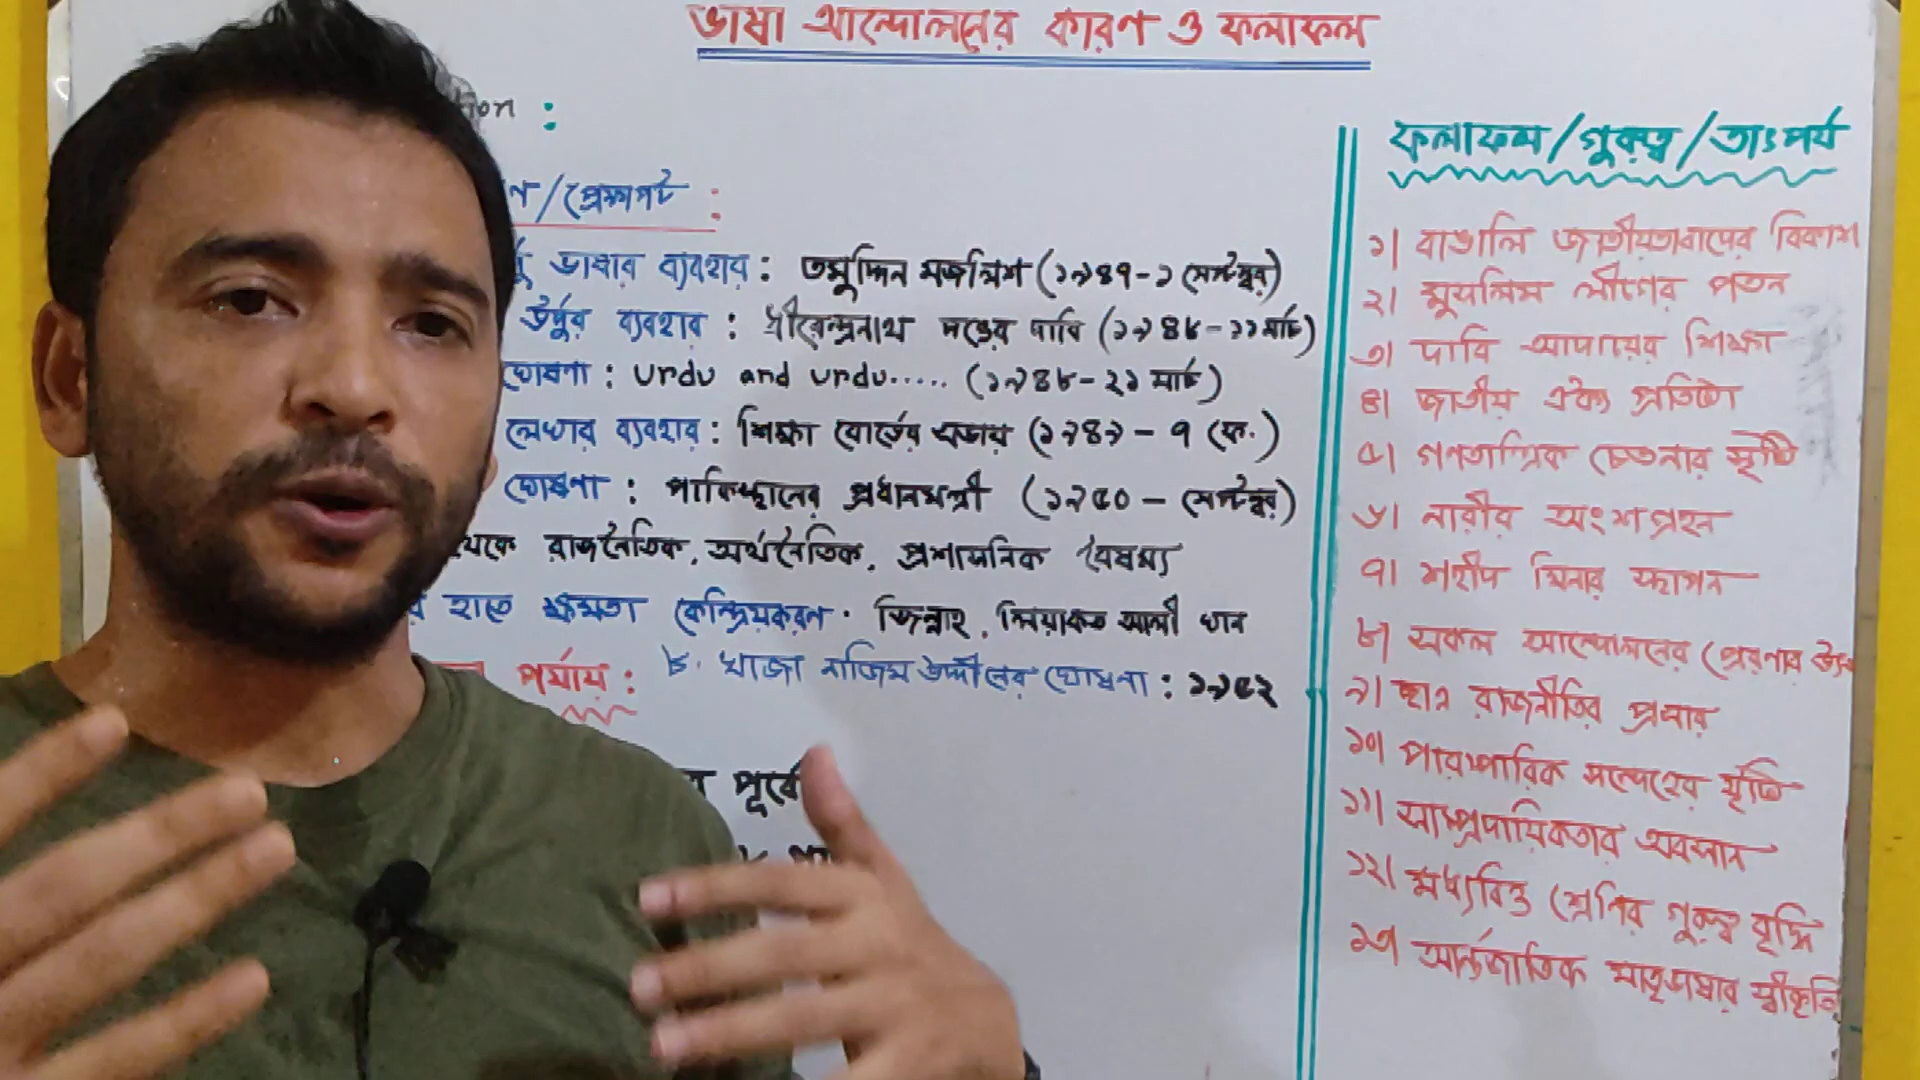 ভাষা আন্দোলনের কারণ ও ফলাফল
tion :
ণ/প্রেক্ষাপট :
ভাষার ব্যবহার : তমুদ্দিন মজলিশ (১৯৪৭-১ সেপ্টেম্বর)
উর্দুর ব্যবহার : ধীরেন্দ্রনাথ দত্তের দাবি (১৯৪৮-১১ মার্চ)
ঘোষণা : urdu and urdu..... (১৯৪৮-২১ মার্চ)
লেখার ব্যবহার : শিক্ষা বোর্ডের সভায় (১৯৪৯ - ৭ ফে.)
ঘোষণা : পাকিস্থানের প্রধানমন্ত্রী (১৯৫০ - সেপ্টেম্বর)
থেকে রাজনৈতিক, অর্থনৈতিক, প্রশাসনিক বৈষম্য
র হাতে ক্ষমতা কেন্দ্রিয়করণ · জিন্নাহ, লিয়াকত আলী খান
পর্যায় : ৮. খাজা নাজিম উদ্দীনের ঘোষণা : ১৯৫২
পূর্বে
ফলাফল/গুরুত্ব/তাৎপর্য
১| বাঙালি জাতীয়তাবাদের বিকাশ
২| মুসলিম লীগের পতন
৩| দাবি আদায়ের শিক্ষা
৪| জাতীয় ঐক্য প্রতিষ্ঠা
৫| গণতান্ত্রিক চেতনার সৃষ্টি
৬| নারীর অংশগ্রহন
৭| শহীদ মিনার স্থাপন
৮| সকল আন্দোলনের প্রেরণার উৎস
৯| ছাত্র রাজনীতির প্রসার
১০| পারস্পারিক সন্দেহের সৃষ্টি
১১| সাম্প্রদায়িকতার অবসান
১২| মধ্যবিত্ত শ্রেণির গুরুত্ব বৃদ্ধি
১৩| আর্ন্তজাতিক মাতৃভাষার স্বীকৃতি